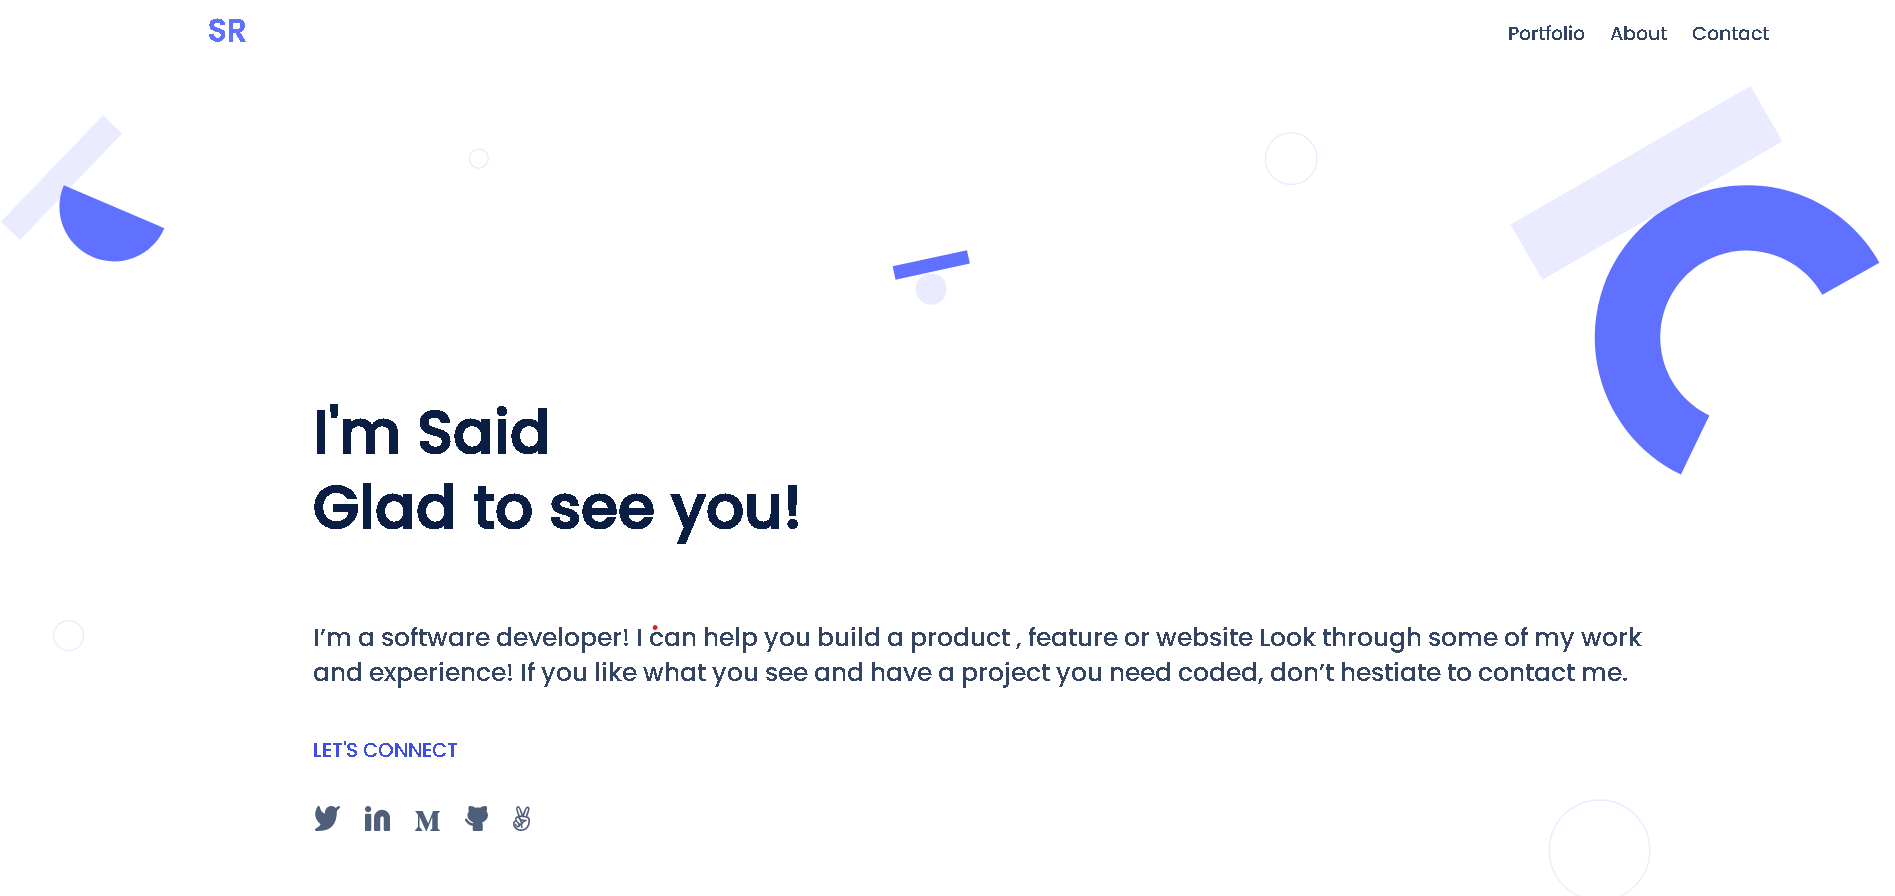 SR
Portfolio About Contact
I'm Said
Glad to see you!
I’m a software developer! I can help you build a product , feature or website Look through some of my work
and experience! If you like what you see and have a project you need coded, don’t hestiate to contact me.
LET'S CONNECT